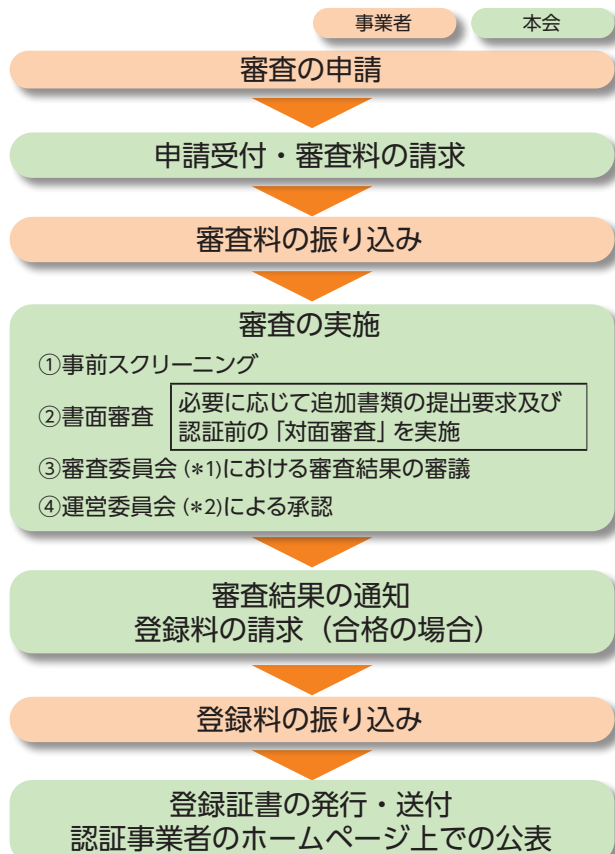 事業者 本会
審査の申請
申請受付・審査料の請求
審査料の振り込み
審査の実施
①事前スクリーニング
②書面審査 必要に応じて追加書類の提出要求及び
認証前の「対面審査」を実施
③審査委員会(*1)における審査結果の審議
④運営委員会(*2)による承認
審査結果の通知
登録料の請求（合格の場合）
登録料の振り込み
登録証書の発行・送付
認証事業者のホームページ上での公表